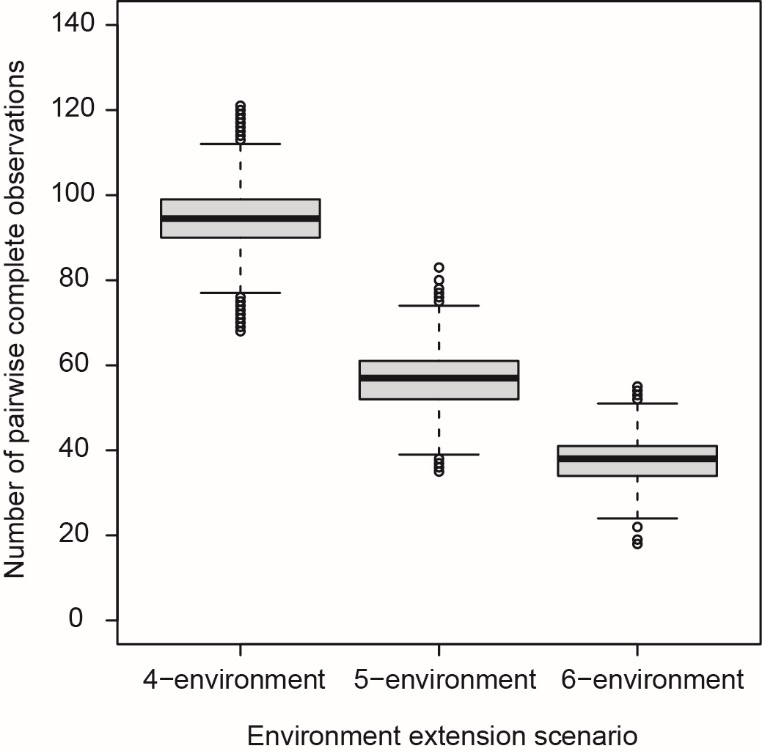 140
120
100
80
60
40
20
0
Number of pairwise complete observations
4−environment 5−environment 6−environment
Environment extension scenario